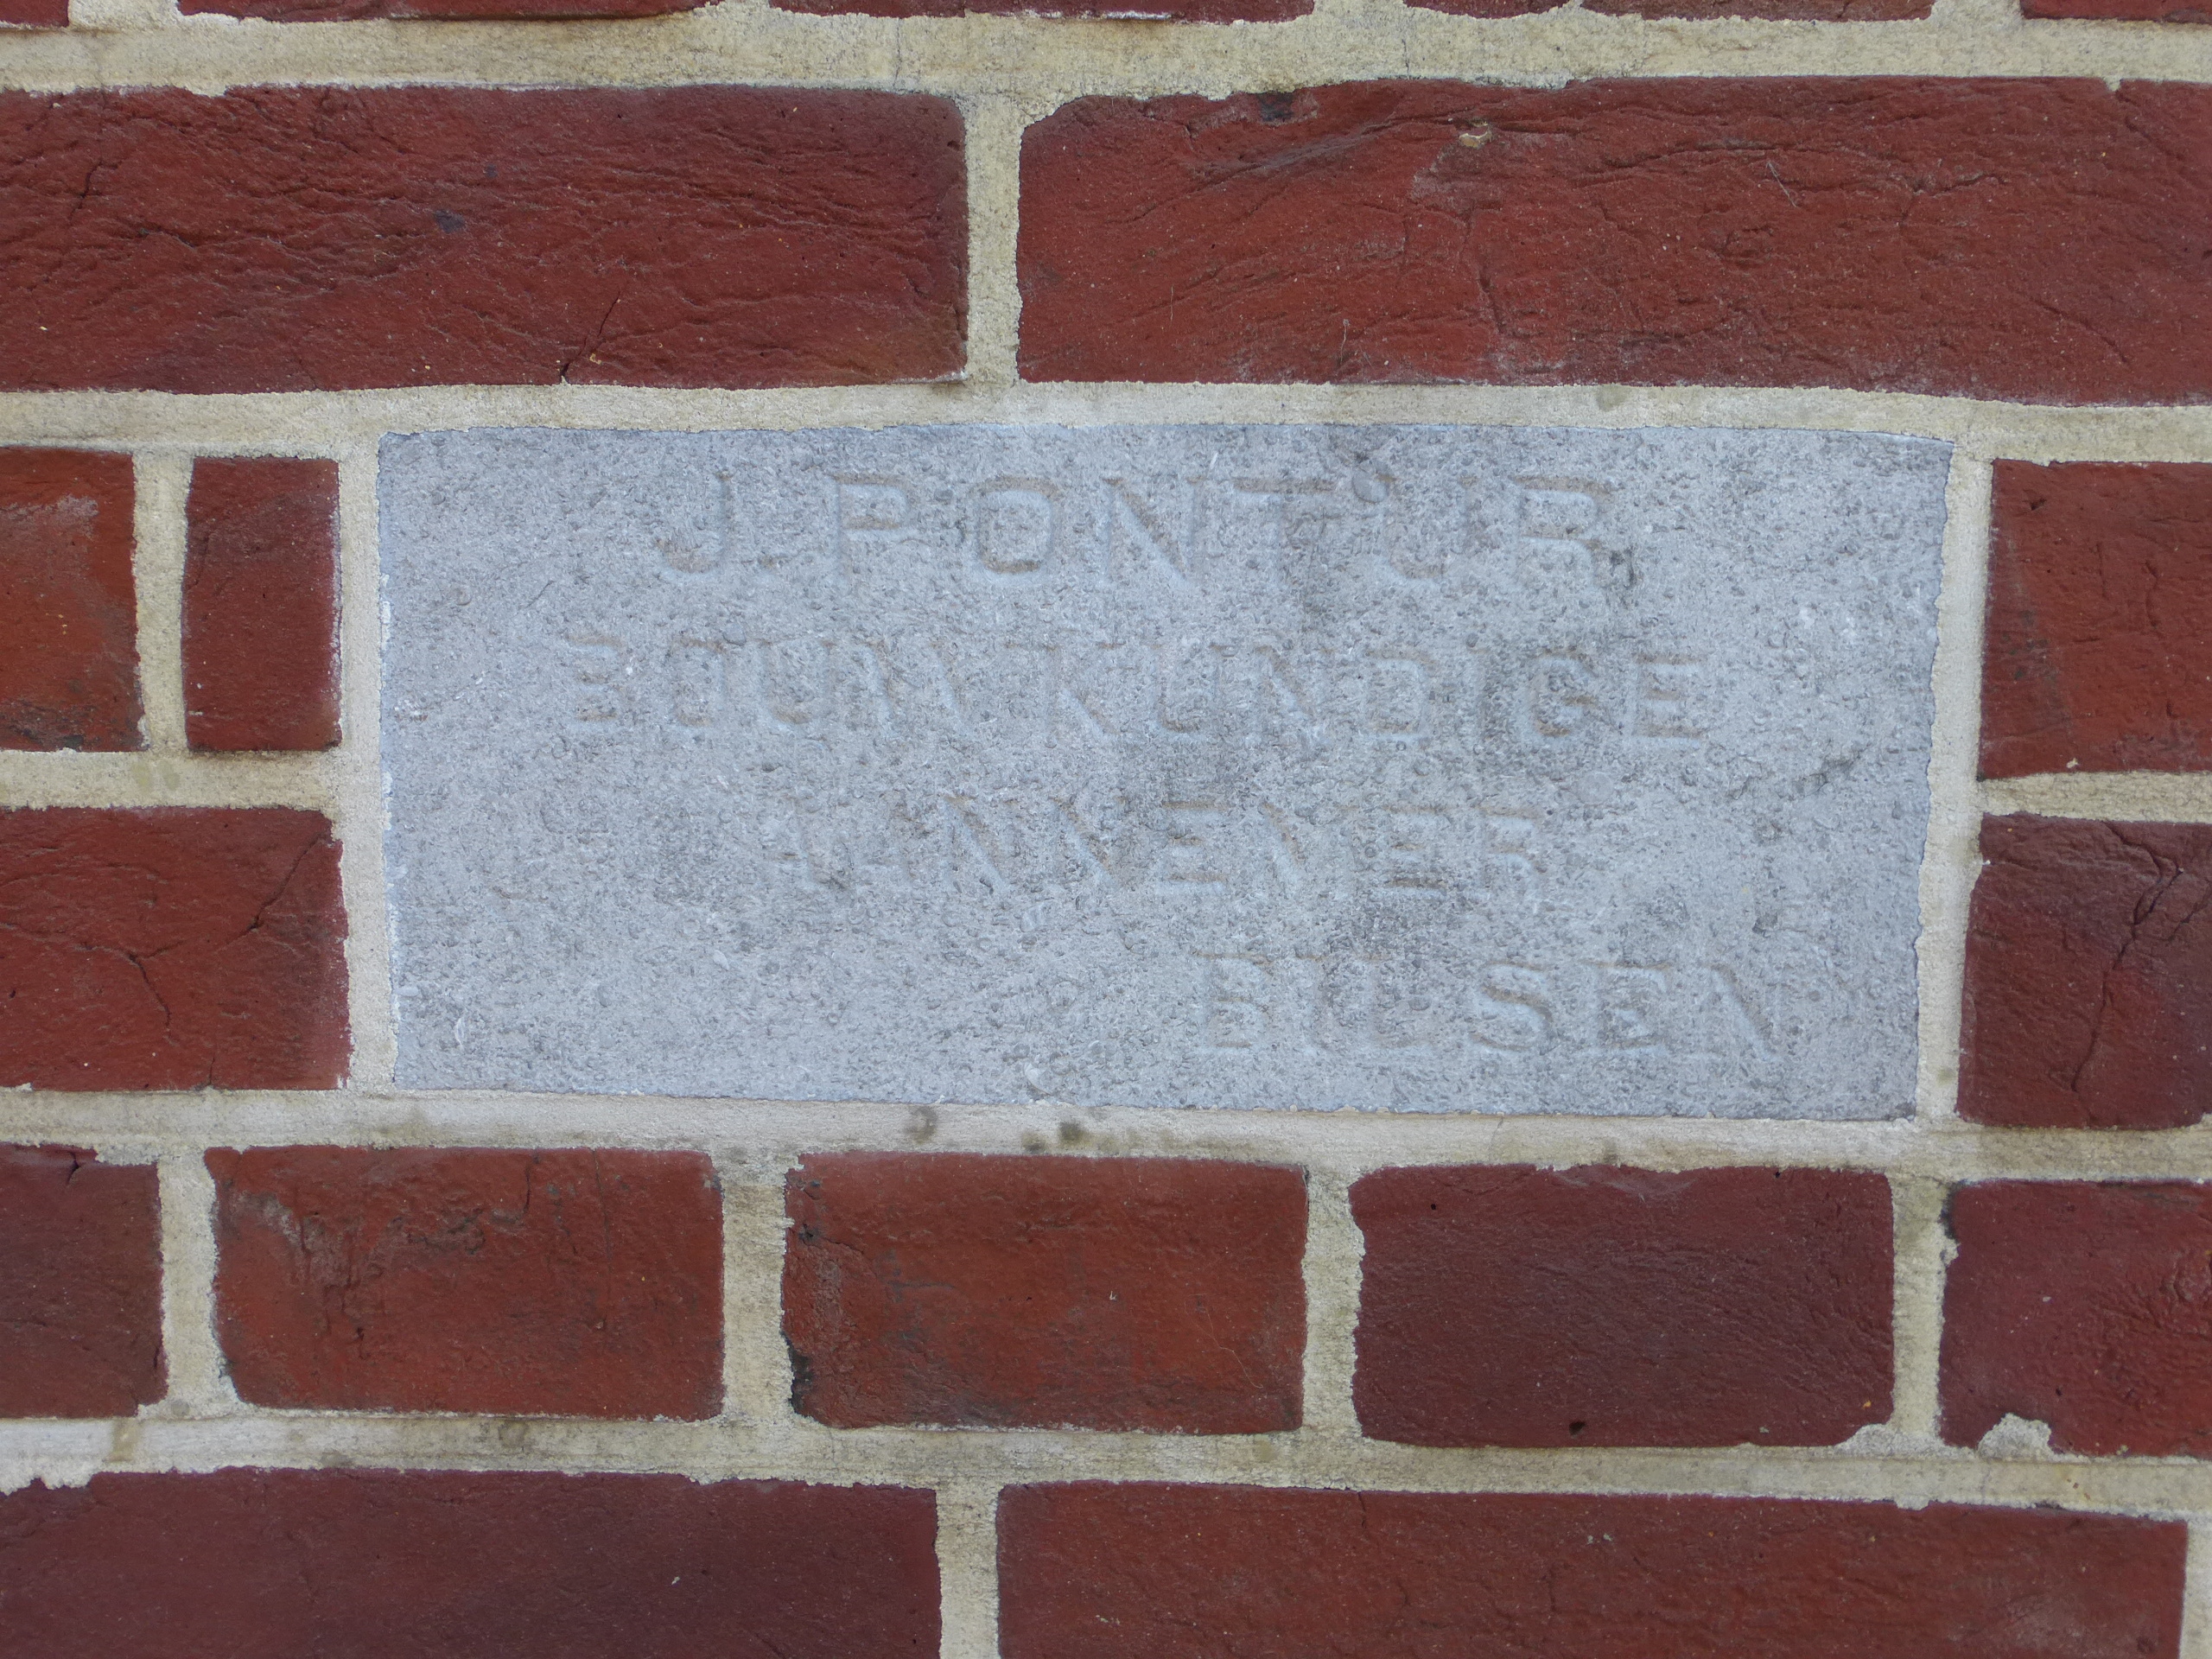 J. PONT JR
BOUWKUNDIGE
AANNEMER
BILSEN